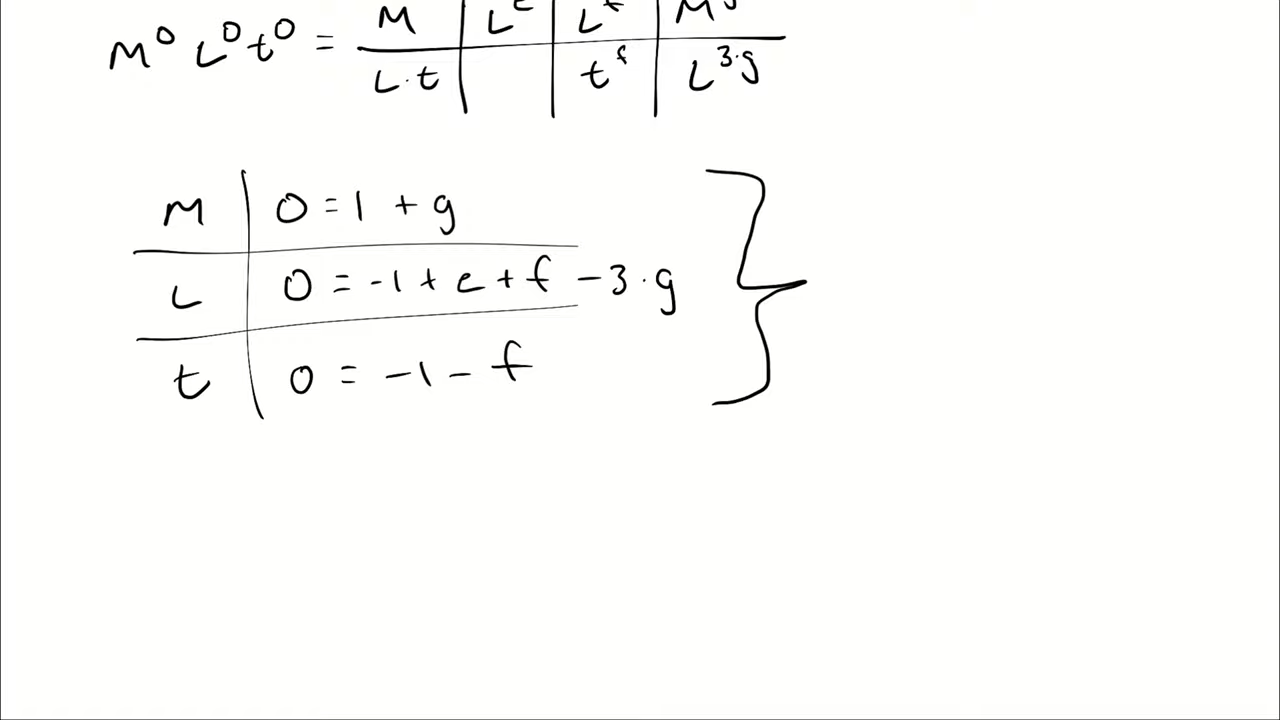 M⁰ L⁰ t⁰ = M / L·t | L^e | L^f / t^f | M^g / L^3·g
M | 0 = 1 + g
L | 0 = -1 + e + f - 3·g
t | 0 = -1 - f